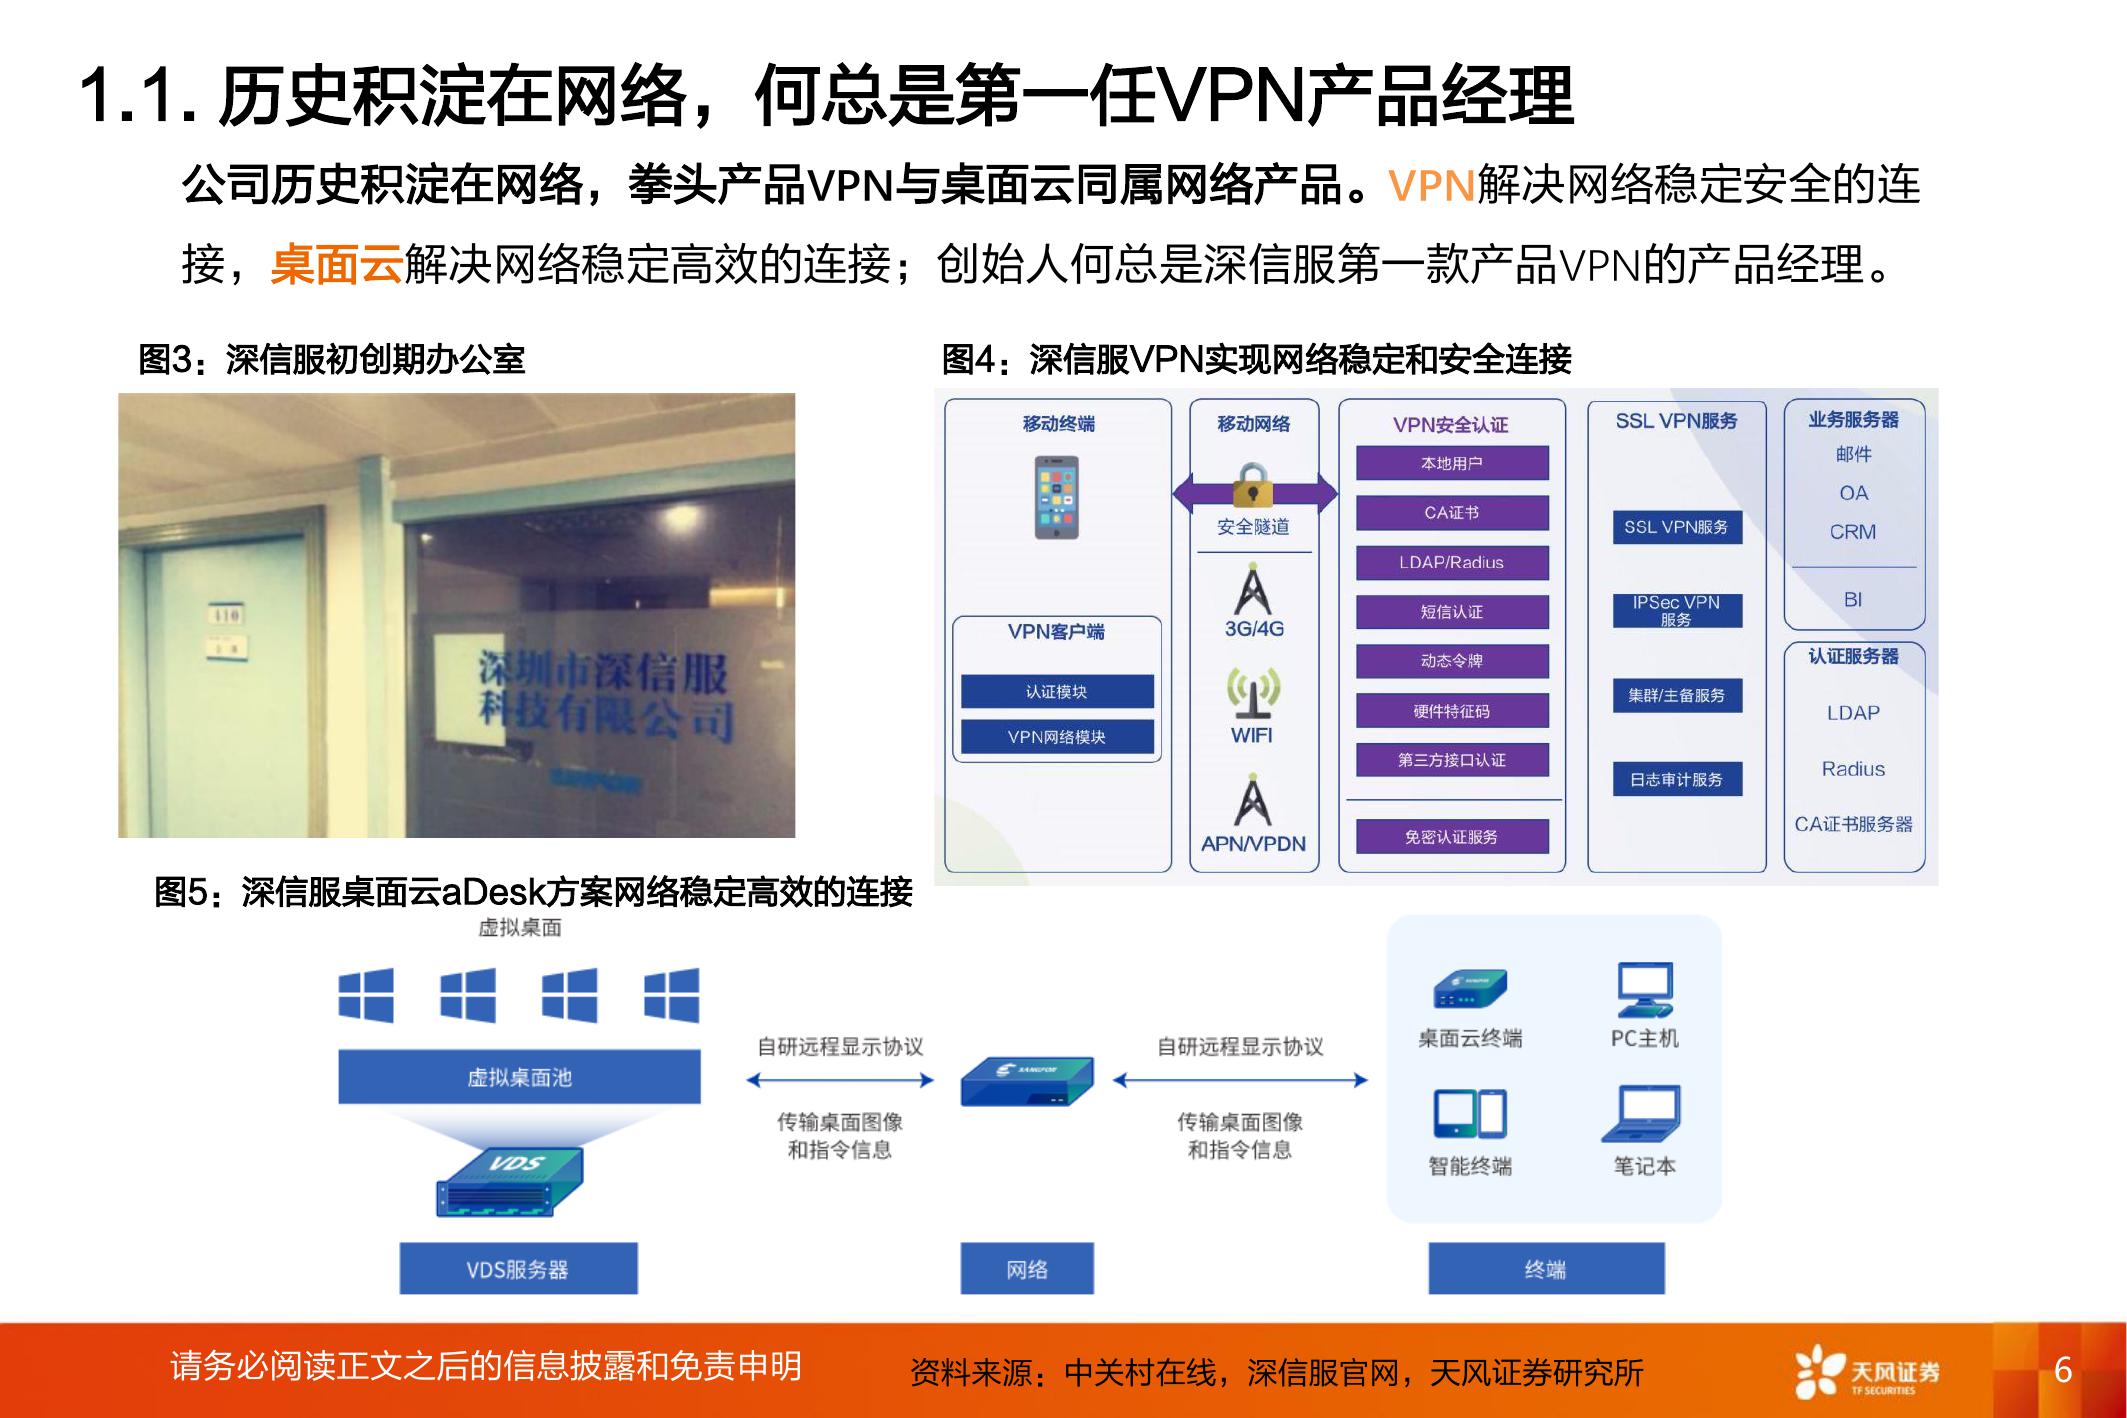 1.1. 历史积淀在网络，何总是第一任VPN产品经理
公司历史积淀在网络，拳头产品VPN与桌面云同属网络产品。VPN解决网络稳定安全的连
接，桌面云解决网络稳定高效的连接；创始人何总是深信服第一款产品VPN的产品经理。
图3：深信服初创期办公室
410
深圳市深信服
科技有限公司
图4：深信服VPN实现网络稳定和安全连接
移动终端
VPN客户端
认证模块
VPN网络模块
移动网络
安全隧道
3G/4G
WIFI
APN/VPDN
VPN安全认证
本地用户
CA证书
LDAP/Radius
短信认证
动态令牌
硬件特征码
第三方接口认证
免密认证服务
SSL VPN服务
SSL VPN服务
IPSec VPN
服务
集群/主备服务
日志审计服务
业务服务器
邮件
OA
CRM
BI
认证服务器
LDAP
Radius
CA证书服务器
图5：深信服桌面云aDesk方案网络稳定高效的连接
虚拟桌面
虚拟桌面池
VDS
VDS服务器
自研远程显示协议
传输桌面图像
和指令信息
SANGFOR
网络
自研远程显示协议
传输桌面图像
和指令信息
桌面云终端
PC主机
智能终端
笔记本
终端
请务必阅读正文之后的信息披露和免责申明
资料来源：中关村在线，深信服官网，天风证券研究所
天风证券
TF SECURITIES
6